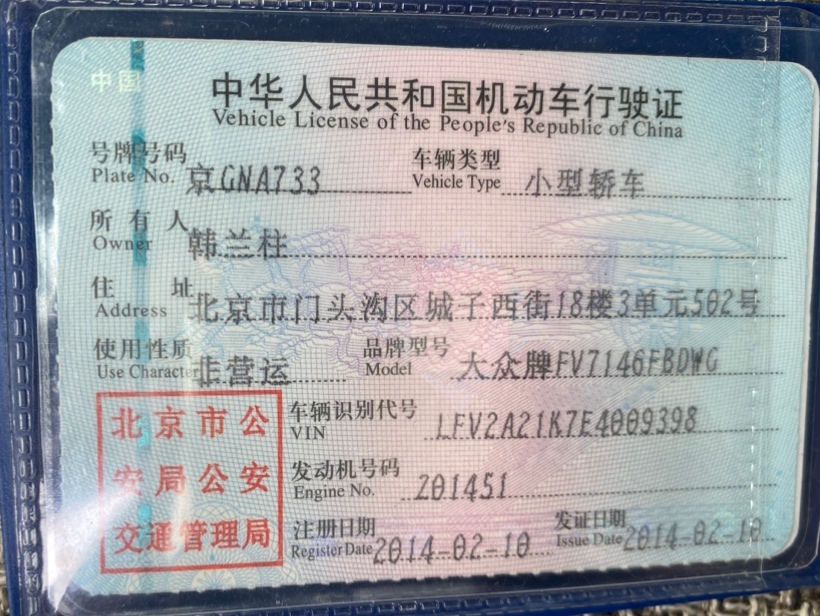 中国
中华人民共和国机动车行驶证
Vehicle License of the People's Republic of China
号牌号码 京GNA733 车辆类型 小型轿车
Plate No. Vehicle Type
所有人 韩兰柱
Owner
住址 北京市门头沟区城子西街18楼3单元502号
Address
使用性质 非营运 品牌型号 大众牌FV7146FBDWG
Use Character Model
北京市公 车辆识别代号 LFV2A21K7E4009398
VIN
安局公安 发动机号码 Z01451
Engine No.
交通管理局 注册日期 2014-02-10 发证日期 2014-02-10
Register Date Issue Date